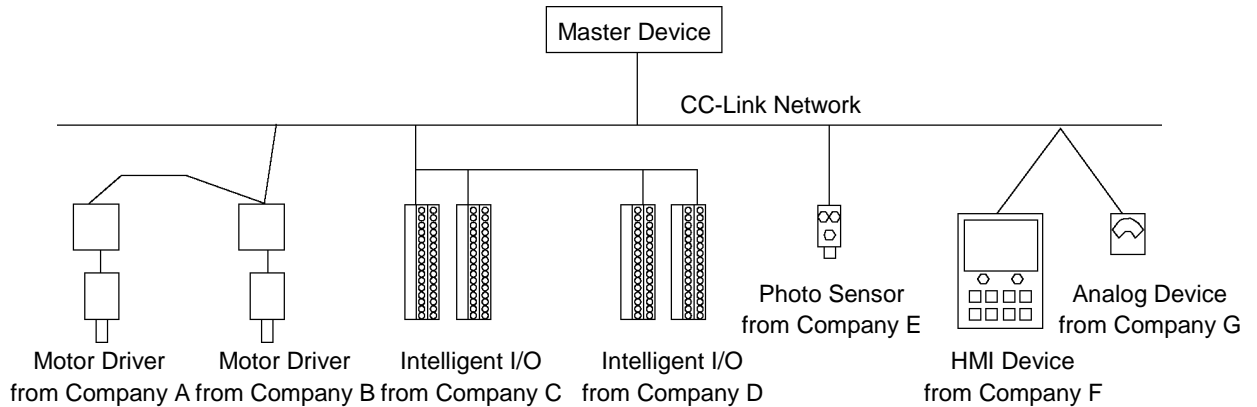 Master Device
CC-Link Network
Motor Driver
from Company A
Motor Driver
from Company B
Intelligent I/O
from Company C
Intelligent I/O
from Company D
Photo Sensor
from Company E
HMI Device
from Company F
Analog Device
from Company G